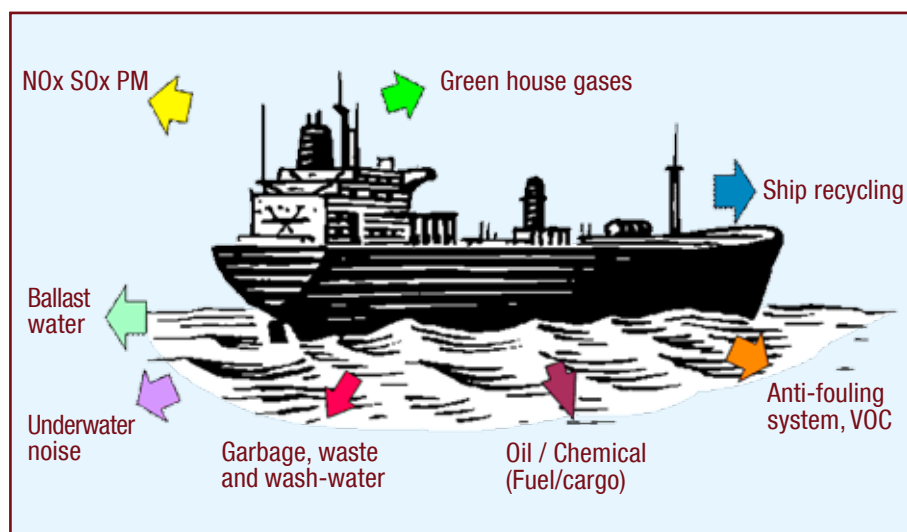 NOx SOx PM
Green house gases
Ship recycling
Ballast
water
Underwater
noise
Garbage, waste
and wash-water
Oil / Chemical
(Fuel/cargo)
Anti-fouling
system, VOC